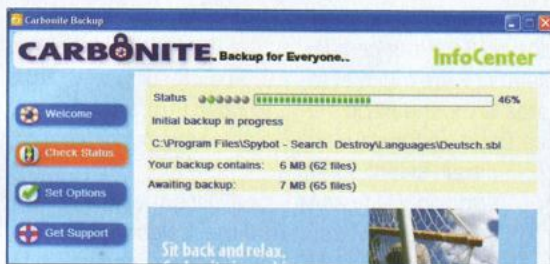 Carbonite Backup
CARBONITE. Backup for Everyone..
InfoCenter
Welcome
Check Status
Set Options
Get Support
Status 46%
Initial backup in progress
C:\Program Files\Spybot - Search Destroy\Languages\Deutsch.sbl
Your backup contains: 6 MB (62 files)
Awaiting backup: 7 MB (65 files)
Sit back and relax,